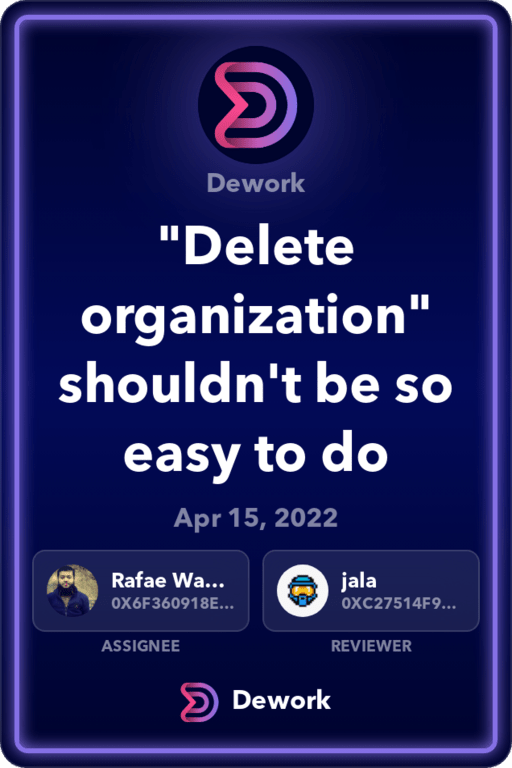 Dework
"Delete
organization"
shouldn't be so
easy to do
Apr 15, 2022
Rafae Wa...
0X6F360918E...
ASSIGNEE
jala
0XC27514F9...
REVIEWER
Dework